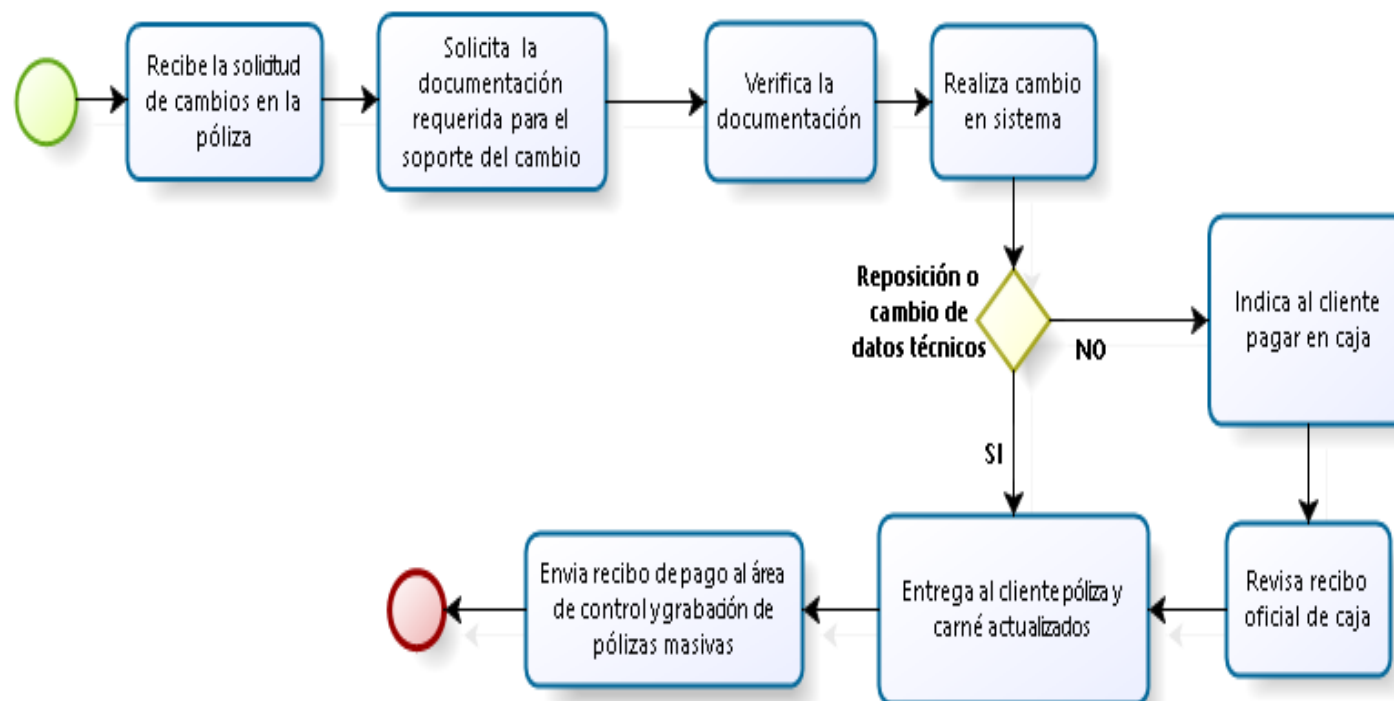 Recibe la solicitud
de cambios en la
póliza
Solicita la
documentación
requerida para el
soporte del cambio
Verifica la
documentación
Realiza cambio
en sistema
Reposición o
cambio de
datos técnicos
NO
Indica al cliente
pagar en caja
SI
Revisa recibo
oficial de caja
Entrega al cliente póliza y
carné actualizados
Envia recibo de pago al área
de control y grabación de
pólizas masivas